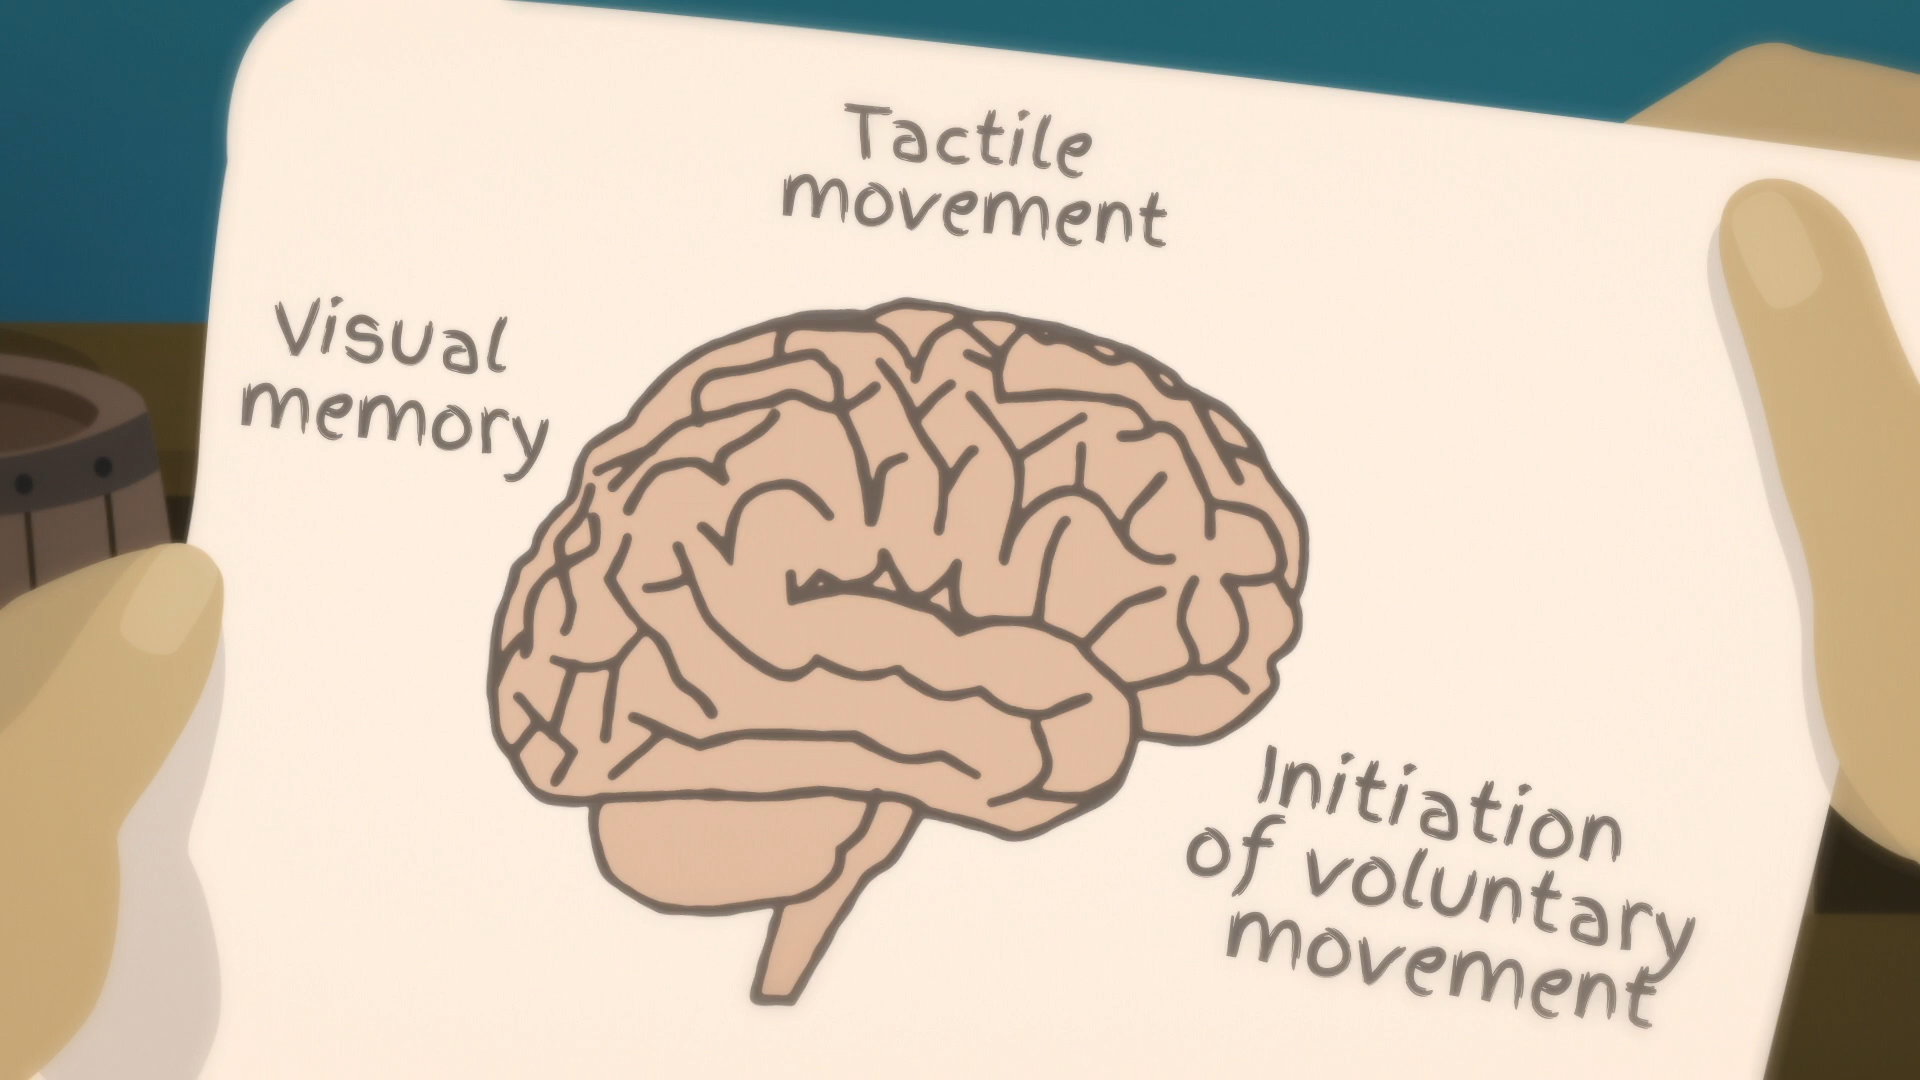 Tactile
movement
Visual
memory
Initiation
of voluntary
movement